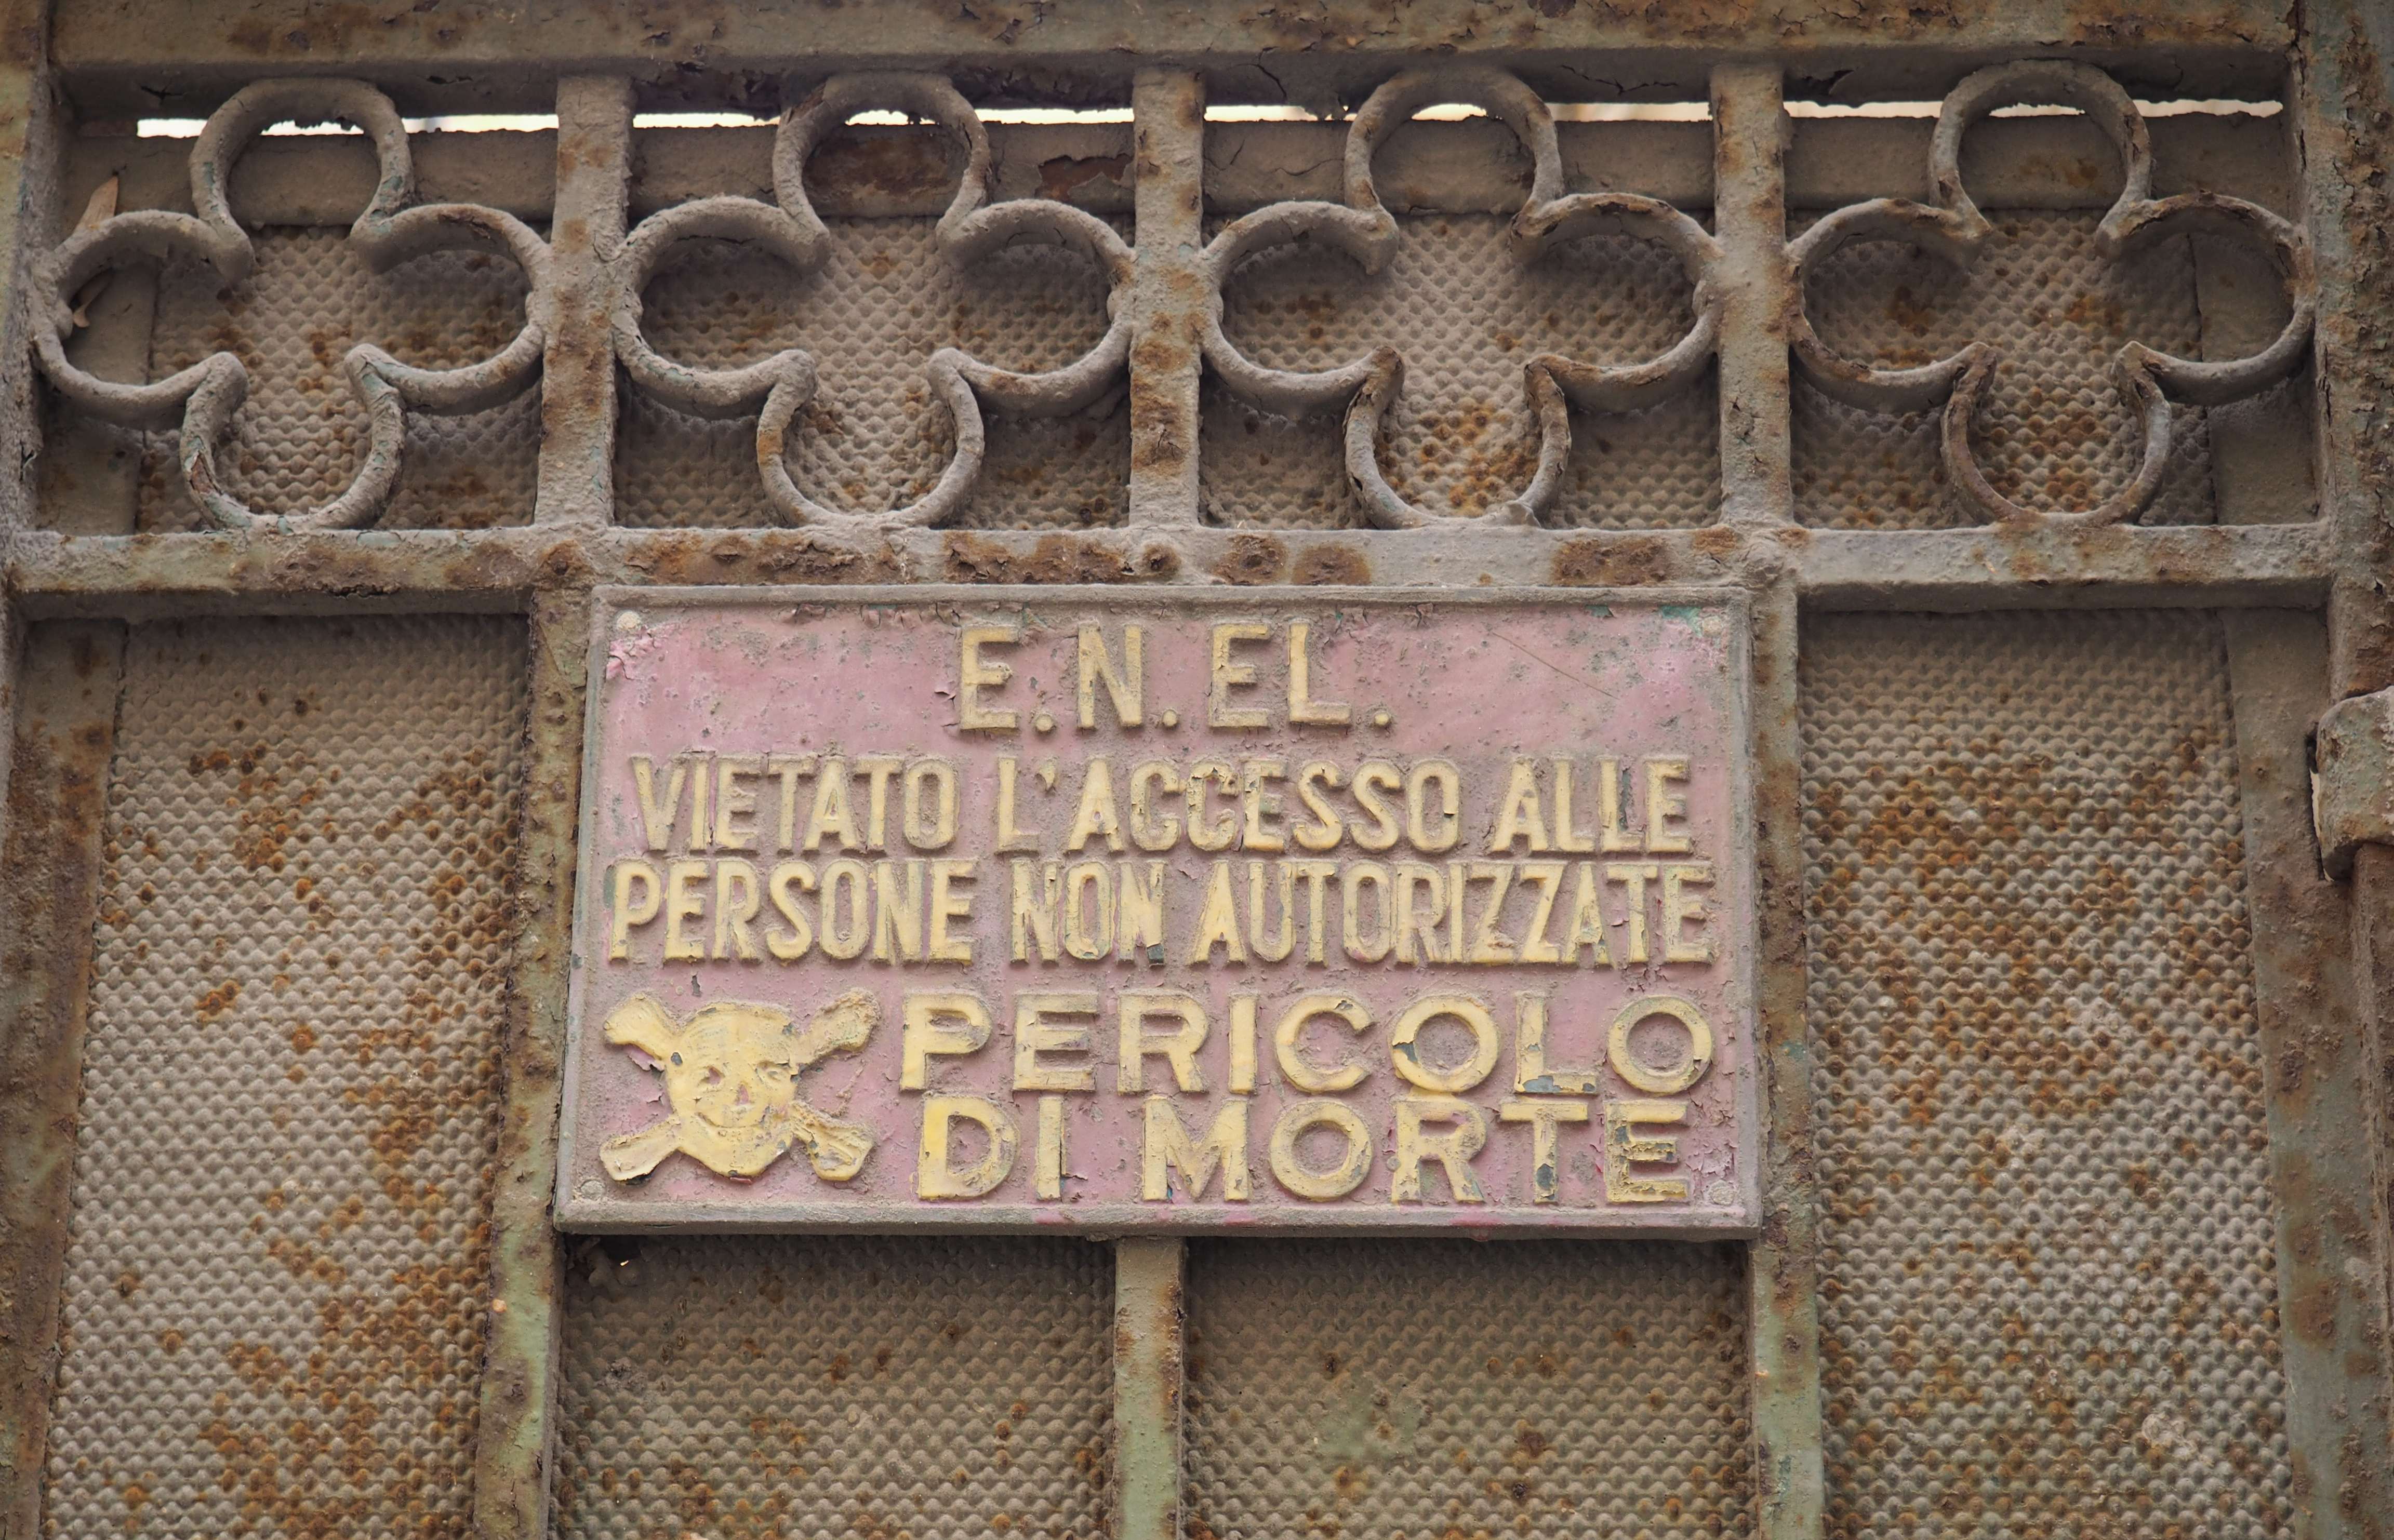 E.N.EL.
VIETATO L'ACCESSO ALLE
PERSONE NON AUTORIZZATE
PERICOLO
DI MORTE